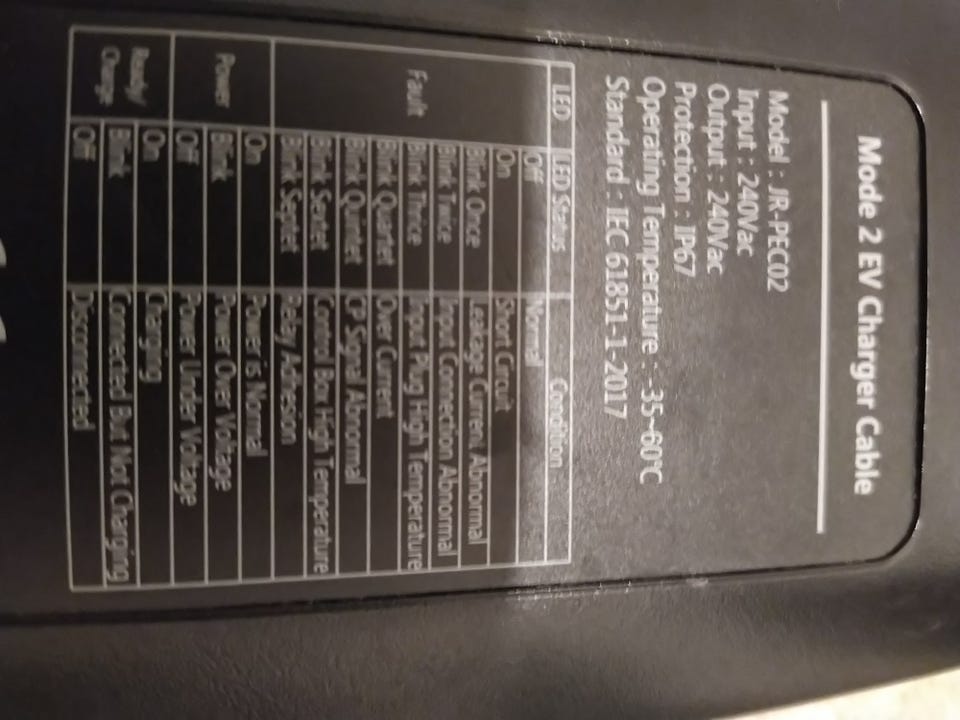 Mode 2 EV Charger Cable
Model : JR-PEC02
Input : 240Vac
Output : 240Vac
Protection : IP67
Operating Temperature : -35~60°C
Standard : IEC 61851-1-2017
LED LED Status Condition
Fault Off Normal
On Short Circuit
Blink Once Leakage Current Abnormal
Blink Twice Input Connection Abnormal
Blink Thrice Input Plug High Temperature
Blink Quartet Over Current
Blink Quintet CP Signal Abnormal
Blink Sextet Control Box High Temperature
Blink Septet Relay Adhesion
Power On Power is Normal
Blink Power Over Voltage
Off Power Under Voltage
Ready/Charge On Charging
Blink Connected But Not Charging
Off Disconnected